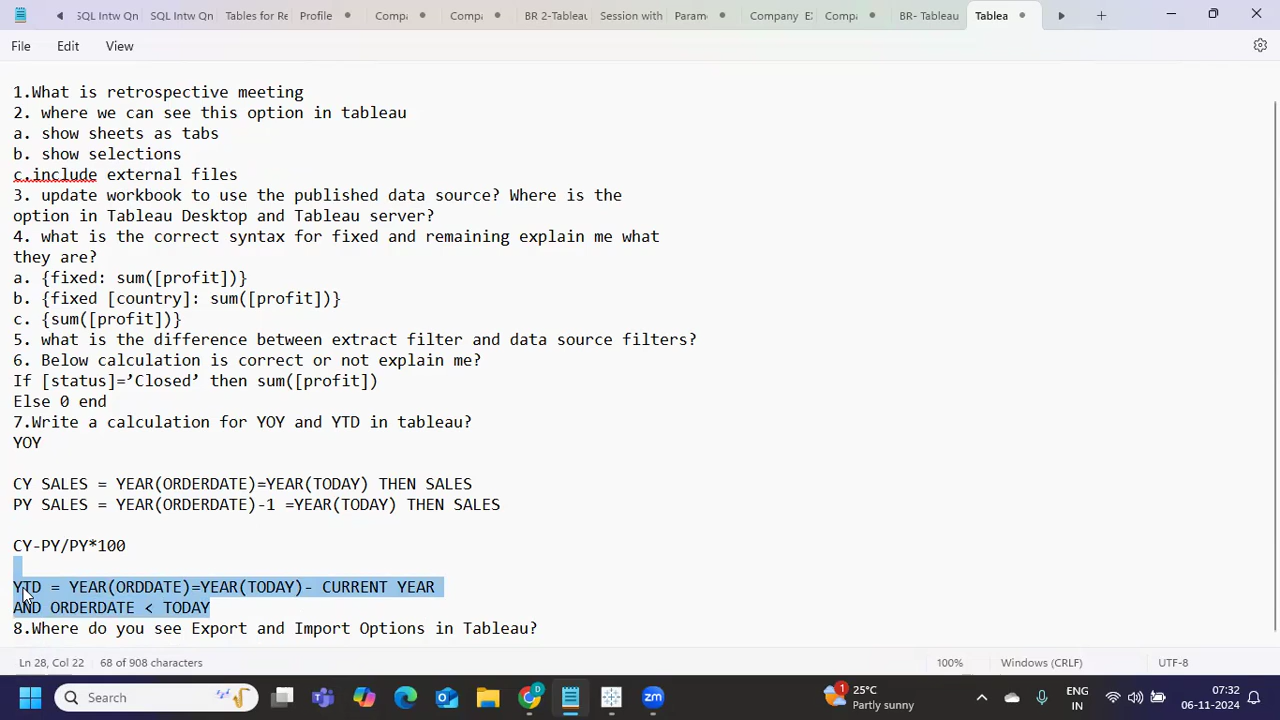 SQL Intw Qn
SQL Intw Qn
Tables for Re
Profile
Compa
Compa
BR 2-Tableau
Session with
Param
Company E
Compa
BR- Tableau
Tablea
File
Edit
View
1.What is retrospective meeting
2. where we can see this option in tableau
a. show sheets as tabs
b. show selections
c.include external files
3. update workbook to use the published data source? Where is the
option in Tableau Desktop and Tableau server?
4. what is the correct syntax for fixed and remaining explain me what
they are?
a. {fixed: sum([profit])}
b. {fixed [country]: sum([profit])}
c. {sum([profit])}
5. what is the difference between extract filter and data source filters?
6. Below calculation is correct or not explain me?
If [status]=’Closed’ then sum([profit])
Else 0 end
7.Write a calculation for YOY and YTD in tableau?
YOY
CY SALES = YEAR(ORDERDATE)=YEAR(TODAY) THEN SALES
PY SALES = YEAR(ORDERDATE)-1 =YEAR(TODAY) THEN SALES
CY-PY/PY*100
YTD = YEAR(ORDDATE)=YEAR(TODAY)- CURRENT YEAR
AND ORDERDATE < TODAY
8.Where do you see Export and Import Options in Tableau?
Ln 28, Col 22
68 of 908 characters
100%
Windows (CRLF)
UTF-8
Search
1
25°C
Partly sunny
ENG
IN
07:32
06-11-2024